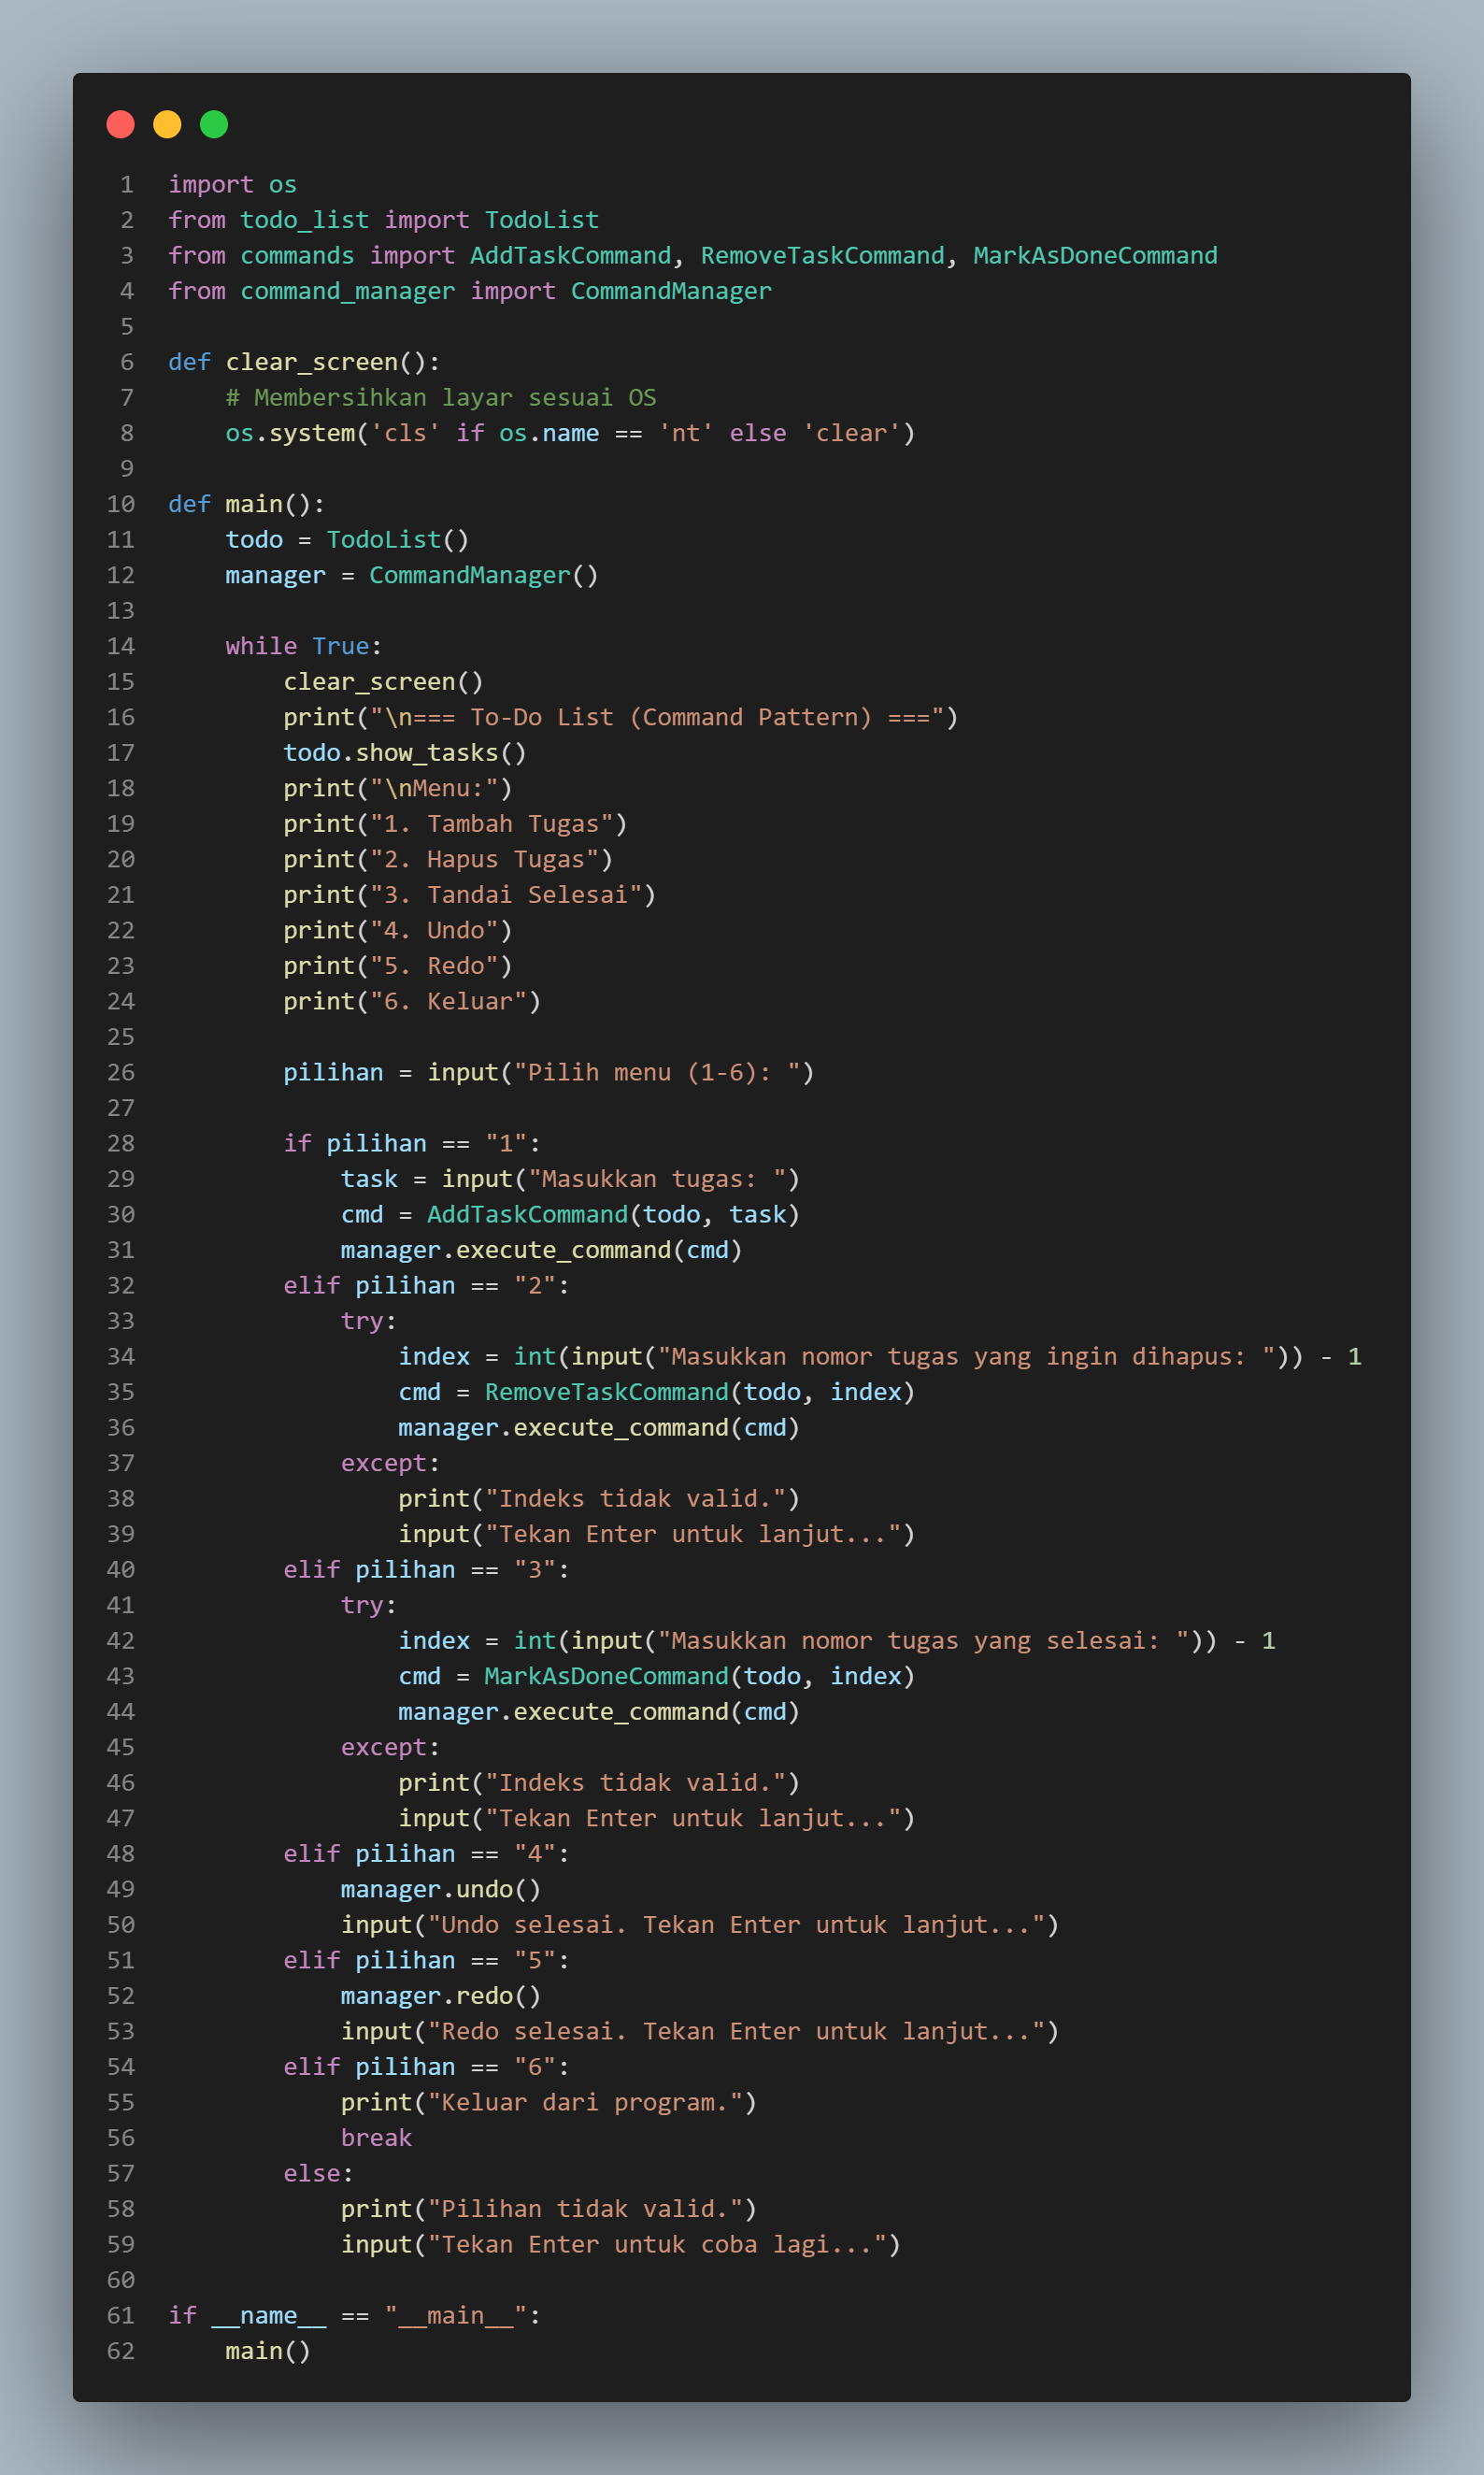 1 import os
2 from todo_list import TodoList
3 from commands import AddTaskCommand, RemoveTaskCommand, MarkAsDoneCommand
4 from command_manager import CommandManager
5
6 def clear_screen():
7     # Membersihkan layar sesuai OS
8     os.system('cls' if os.name == 'nt' else 'clear')
9
10 def main():
11     todo = TodoList()
12     manager = CommandManager()
13
14     while True:
15         clear_screen()
16         print("\n=== To-Do List (Command Pattern) ===")
17         todo.show_tasks()
18         print("\nMenu:")
19         print("1. Tambah Tugas")
20         print("2. Hapus Tugas")
21         print("3. Tandai Selesai")
22         print("4. Undo")
23         print("5. Redo")
24         print("6. Keluar")
25
26         pilihan = input("Pilih menu (1-6): ")
27
28         if pilihan == "1":
29             task = input("Masukkan tugas: ")
30             cmd = AddTaskCommand(todo, task)
31             manager.execute_command(cmd)
32         elif pilihan == "2":
33             try:
34                 index = int(input("Masukkan nomor tugas yang ingin dihapus: ")) - 1
35                 cmd = RemoveTaskCommand(todo, index)
36                 manager.execute_command(cmd)
37             except:
38                 print("Indeks tidak valid.")
39                 input("Tekan Enter untuk lanjut...")
40         elif pilihan == "3":
41             try:
42                 index = int(input("Masukkan nomor tugas yang selesai: ")) - 1
43                 cmd = MarkAsDoneCommand(todo, index)
44                 manager.execute_command(cmd)
45             except:
46                 print("Indeks tidak valid.")
47                 input("Tekan Enter untuk lanjut...")
48         elif pilihan == "4":
49             manager.undo()
50             input("Undo selesai. Tekan Enter untuk lanjut...")
51         elif pilihan == "5":
52             manager.redo()
53             input("Redo selesai. Tekan Enter untuk lanjut...")
54         elif pilihan == "6":
55             print("Keluar dari program.")
56             break
57         else:
58             print("Pilihan tidak valid.")
59             input("Tekan Enter untuk coba lagi...")
60
61 if __name__ == "__main__":
62     main()